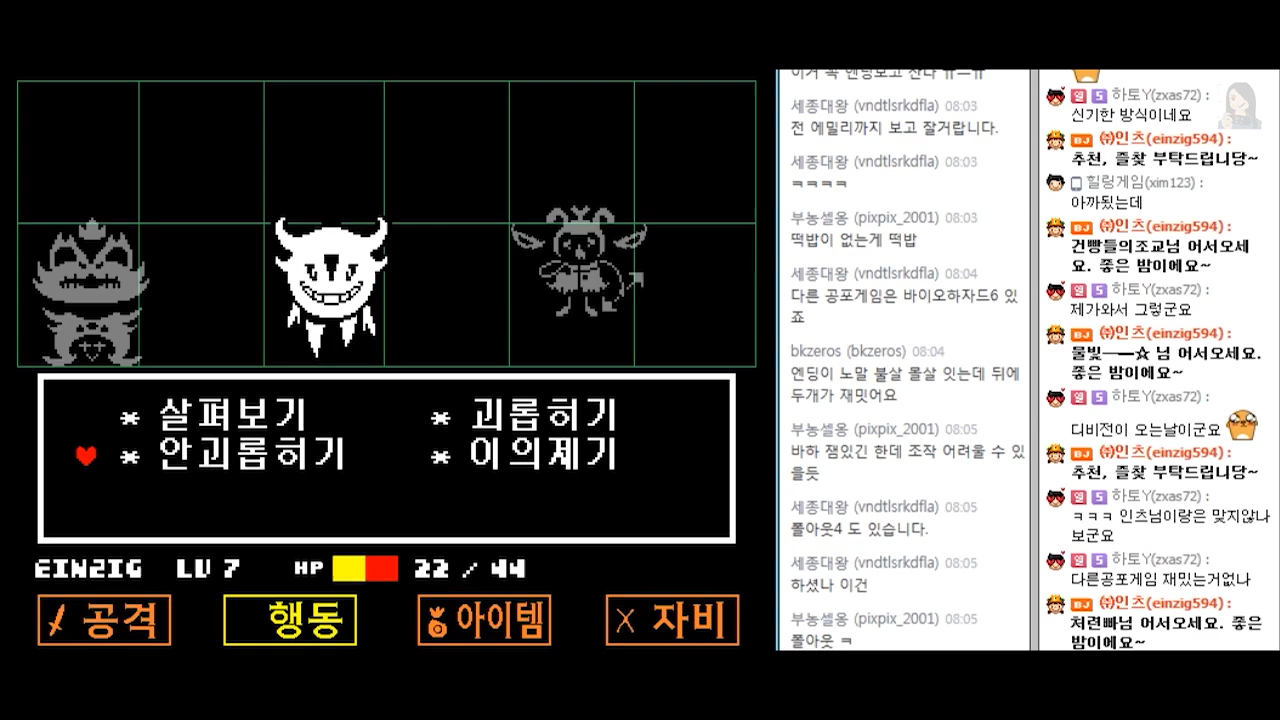 * 살펴보기 * 괴롭히기
* 안괴롭히기 * 이의제기
EINZIG LV 7 HP 22 / 44
공격 행동 아이템 자비
세종대왕 (vndtlsrkdfla) 08:03
전 에밀리까지 보고 잘거랍니다.
세종대왕 (vndtlsrkdfla) 08:03
ㅋㅋㅋㅋ
부농셀옹 (pixpix_2001) 08:03
떡밥이 없는게 떡밥
세종대왕 (vndtlsrkdfla) 08:04
다른 공포게임은 바이오하자드6 있
죠
bkzeros (bkzeros) 08:04
엔딩이 노말 불살 몰살 잇는데 뒤에
두개가 재밋어요
부농셀옹 (pixpix_2001) 08:05
바하 잼있긴 한데 조작 어려울 수 있
을듯
세종대왕 (vndtlsrkdfla) 08:05
폴아웃4 도 있습니다.
세종대왕 (vndtlsrkdfla) 08:05
하셨나 이건
부농셀옹 (pixpix_2001) 08:05
폴아웃 ㅋ
열 S 하토Y(zxas72) :
신기한 방식이네요
BJ ㈜인츠(einzig594) :
추천, 즐찾 부탁드립니당~
힐링게임(xim123) :
아까됬는데
BJ ㈜인츠(einzig594) :
건빵들의조교님 어서오세
요. 좋은 밤이에요~
열 S 하토Y(zxas72) :
제가와서 그렇군요
BJ ㈜인츠(einzig594) :
물빛━━☆ 님 어서오세요.
좋은 밤이에요~
열 S 하토Y(zxas72) :
디비전이 오는날이군요
BJ ㈜인츠(einzig594) :
추천, 즐찾 부탁드립니당~
열 S 하토Y(zxas72) :
ㅋㅋㅋ 인츠님이랑은 맞지않나
보군요
열 S 하토Y(zxas72) :
다른공포게임 재밌는거없나
BJ ㈜인츠(einzig594) :
처련빠님 어서오세요. 좋은
밤이에요~